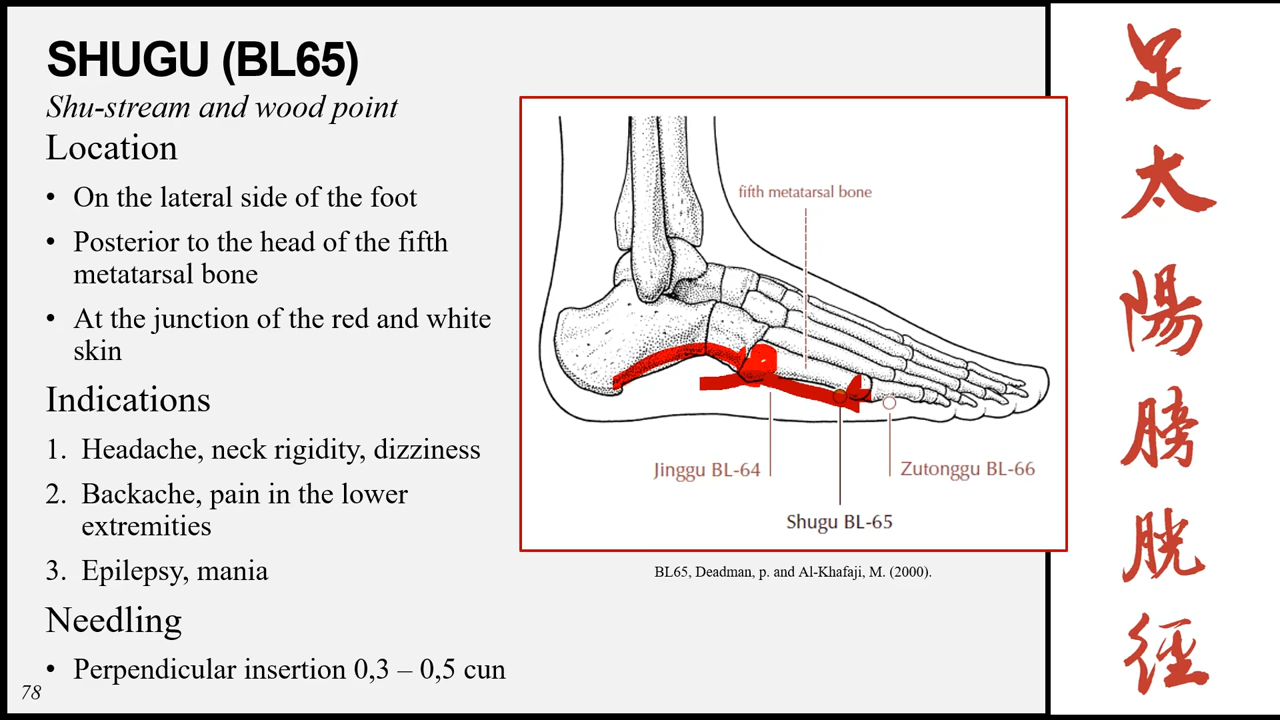 SHUGU (BL65)
Shu-stream and wood point
Location
• On the lateral side of the foot
• Posterior to the head of the fifth
metatarsal bone
• At the junction of the red and white
skin
Indications
1. Headache, neck rigidity, dizziness
2. Backache, pain in the lower
extremities
3. Epilepsy, mania
Needling
• Perpendicular insertion 0,3 – 0,5 cun
78
fifth metatarsal bone
Jinggu BL-64
Zutonggu BL-66
Shugu BL-65
BL65, Deadman, p. and Al-Khafaji, M. (2000).
足
太
陽
膀
胱
徑